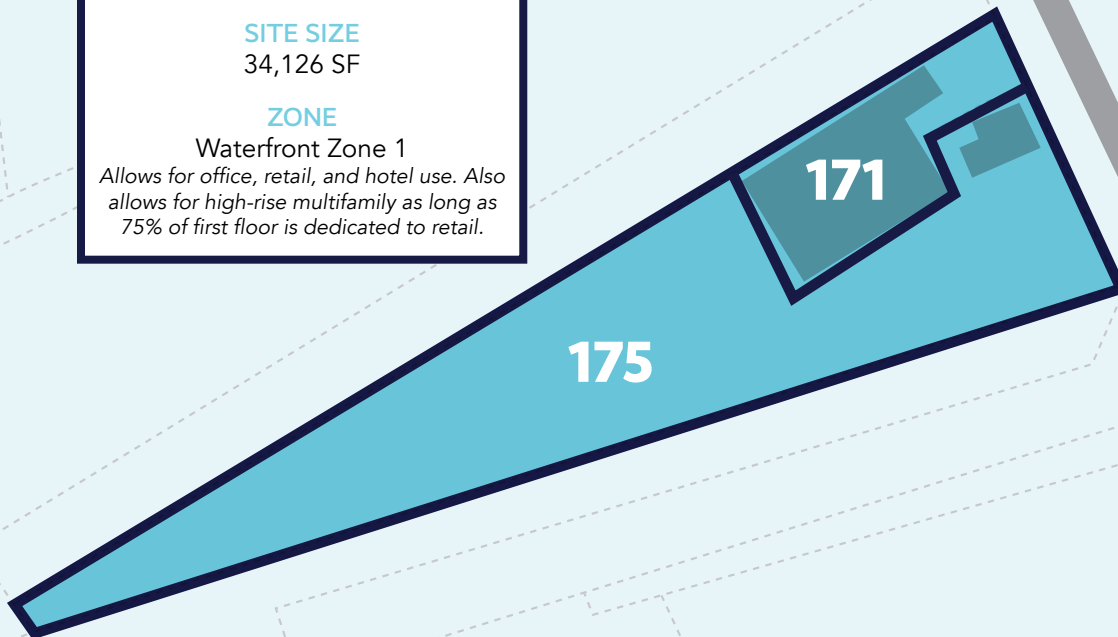 SITE SIZE
34,126 SF
ZONE
Waterfront Zone 1
Allows for office, retail, and hotel use. Also
allows for high-rise multifamily as long as
75% of first floor is dedicated to retail.
171
175